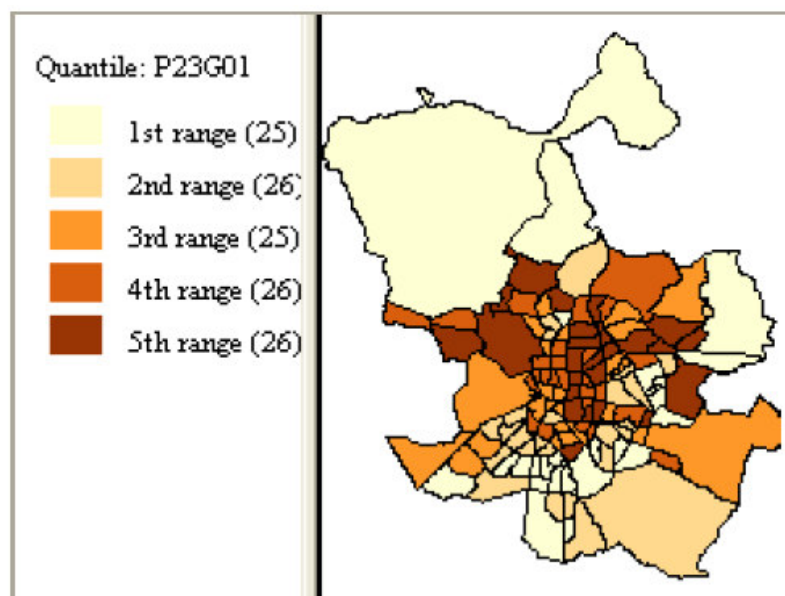 Quantile: P23G01
1st range (25)
2nd range (26)
3rd range (25)
4th range (26)
5th range (26)